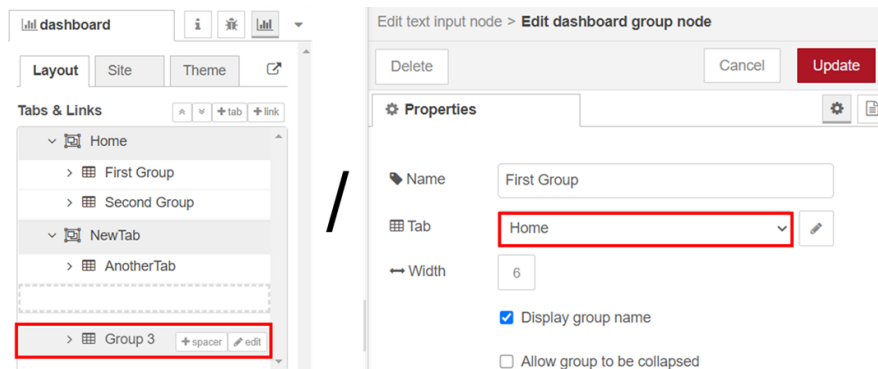 dashboard
i
Layout
Site
Theme
Tabs & Links
+tab
+link
Home
First Group
Second Group
NewTab
AnotherTab
Group 3
+spacer
edit
/
Edit text input node > Edit dashboard group node
Delete
Cancel
Update
Properties
Name
First Group
Tab
Home
Width
6
Display group name
Allow group to be collapsed